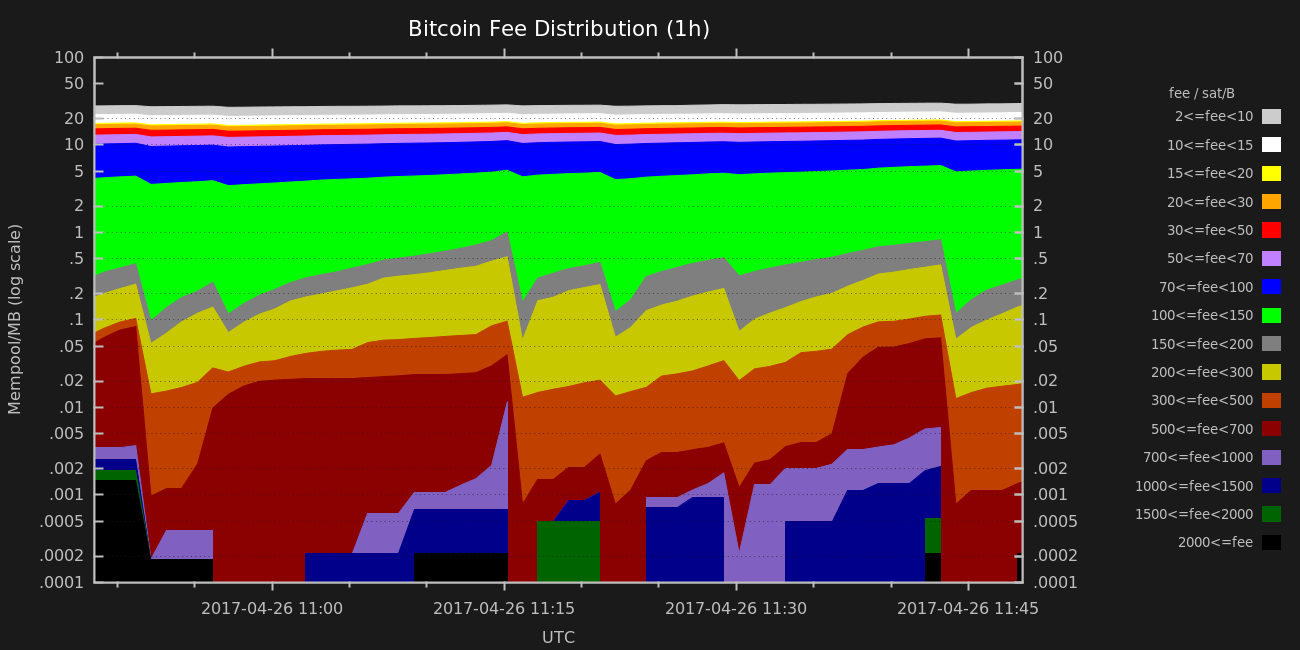 Bitcoin Fee Distribution (1h)
100
50
20
10
5
2
1
.5
.2
.1
.05
.02
.01
.005
.002
.001
.0005
.0002
.0001
Mempool/MB (log scale)
100
50
20
10
5
2
1
.5
.2
.1
.05
.02
.01
.005
.002
.001
.0005
.0002
.0001
2017-04-26 11:00
2017-04-26 11:15
2017-04-26 11:30
2017-04-26 11:45
UTC
fee / sat/B
2<=fee<10
10<=fee<15
15<=fee<20
20<=fee<30
30<=fee<50
50<=fee<70
70<=fee<100
100<=fee<150
150<=fee<200
200<=fee<300
300<=fee<500
500<=fee<700
700<=fee<1000
1000<=fee<1500
1500<=fee<2000
2000<=fee